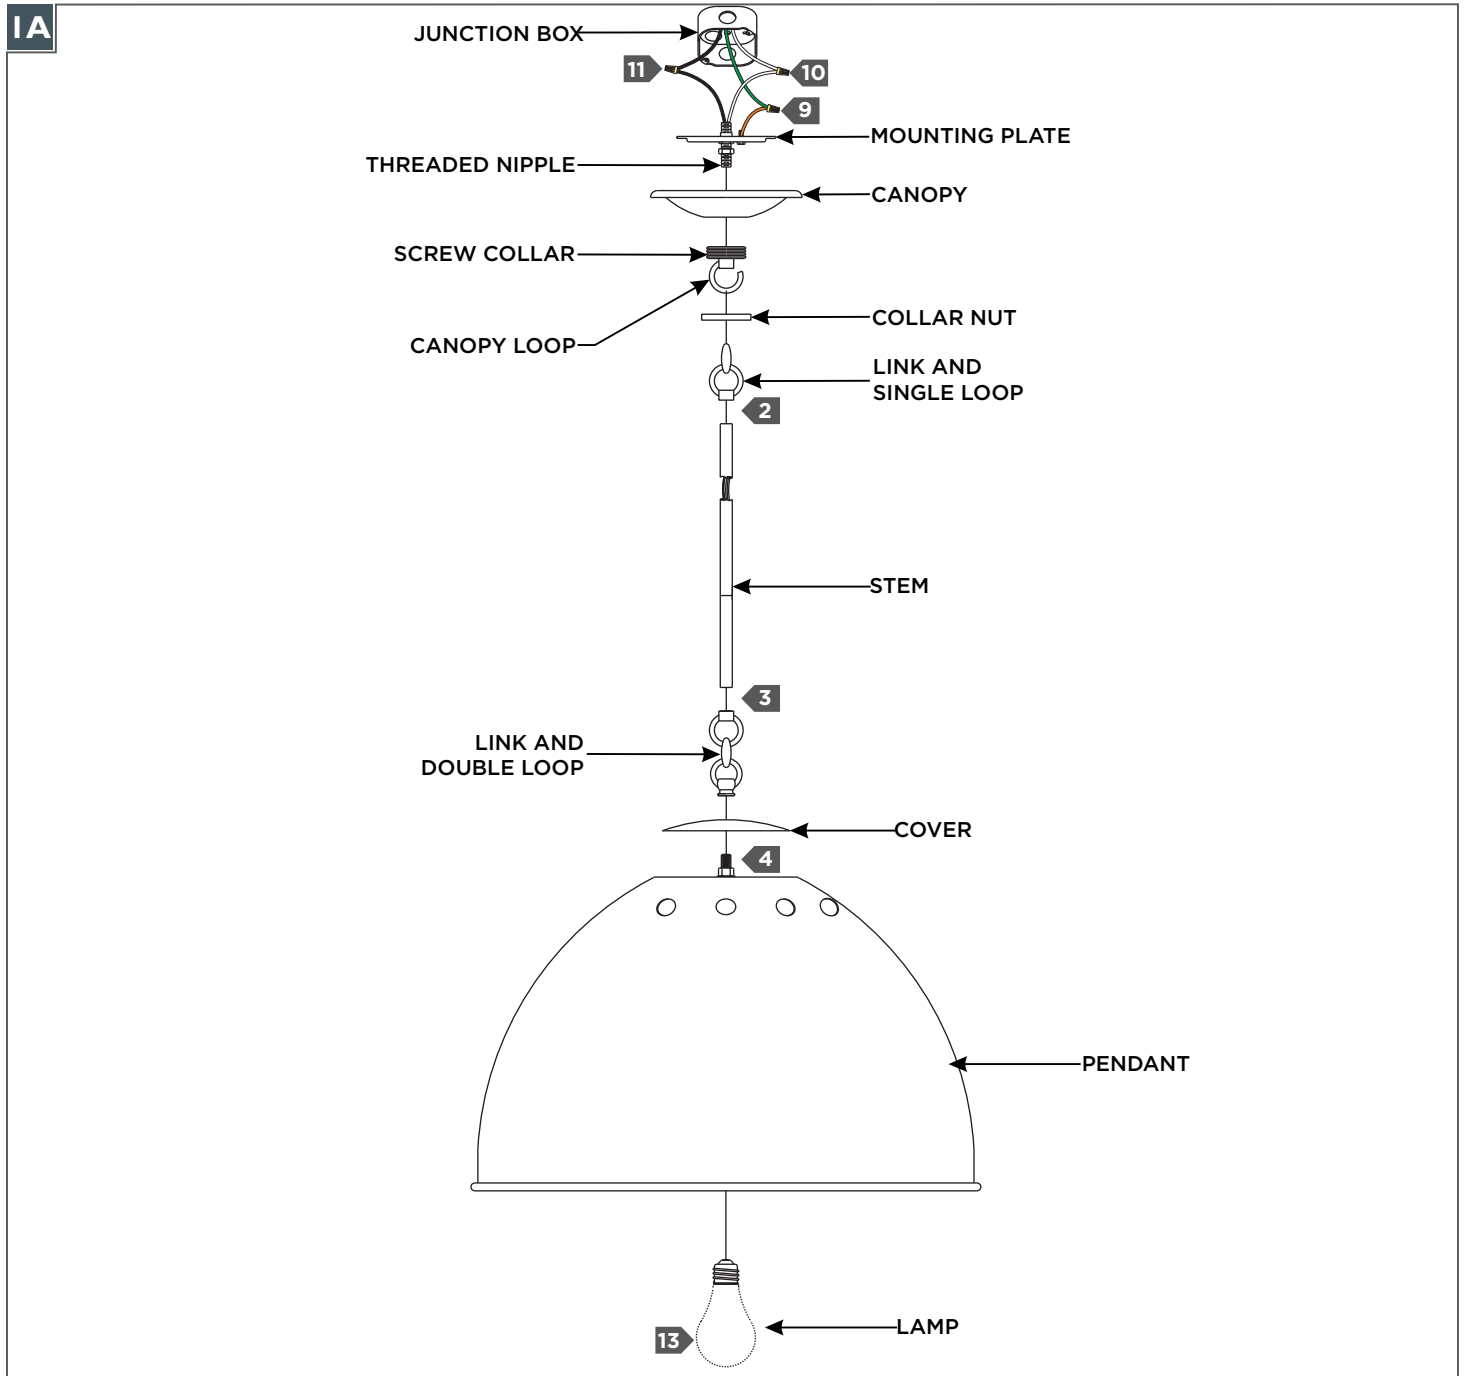 IA
JUNCTION BOX
11
10
9
MOUNTING PLATE
THREADED NIPPLE
CANOPY
SCREW COLLAR
COLLAR NUT
CANOPY LOOP
LINK AND
SINGLE LOOP
2
STEM
3
LINK AND
DOUBLE LOOP
COVER
4
PENDANT
LAMP
13